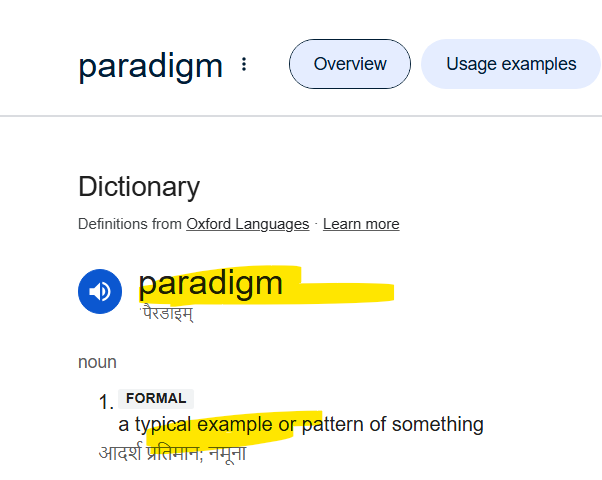 paradigm
Overview
Usage examples
Dictionary
Definitions from Oxford Languages · Learn more
paradigm
ˈपैरडाइम्
noun
1. FORMAL
a typical example or pattern of something
आदर्श प्रतिमान; नमूना